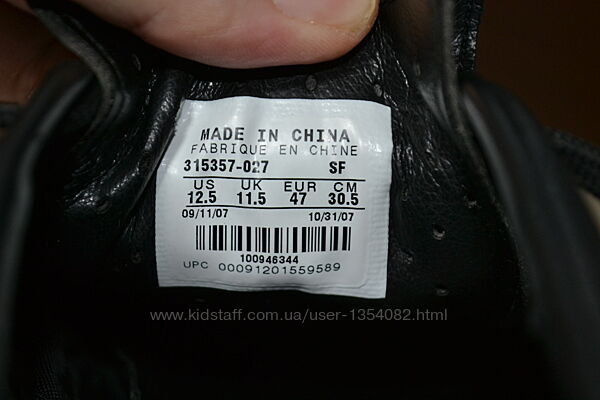 MADE IN CHINA
FABRIQUE EN CHINE
315357-027 SF
US UK EUR CM
12.5 11.5 47 30.5
09/11/07 10/31/07
100946344
UPC 00091201559589
www.kidstaff.com.ua/user-1354082.html